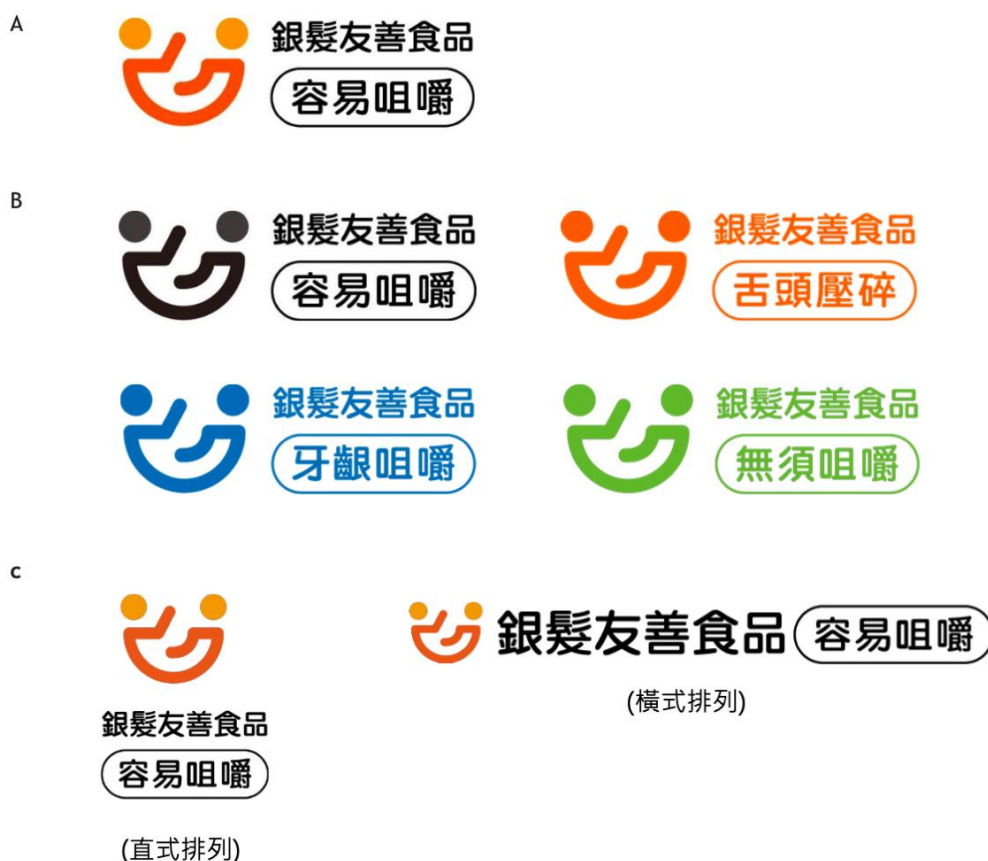 A
銀髮友善食品
容易咀嚼
B
銀髮友善食品
容易咀嚼
銀髮友善食品
舌頭壓碎
銀髮友善食品
牙齦咀嚼
銀髮友善食品
無須咀嚼
c
銀髮友善食品
容易咀嚼
(直式排列)
銀髮友善食品 容易咀嚼
(橫式排列)